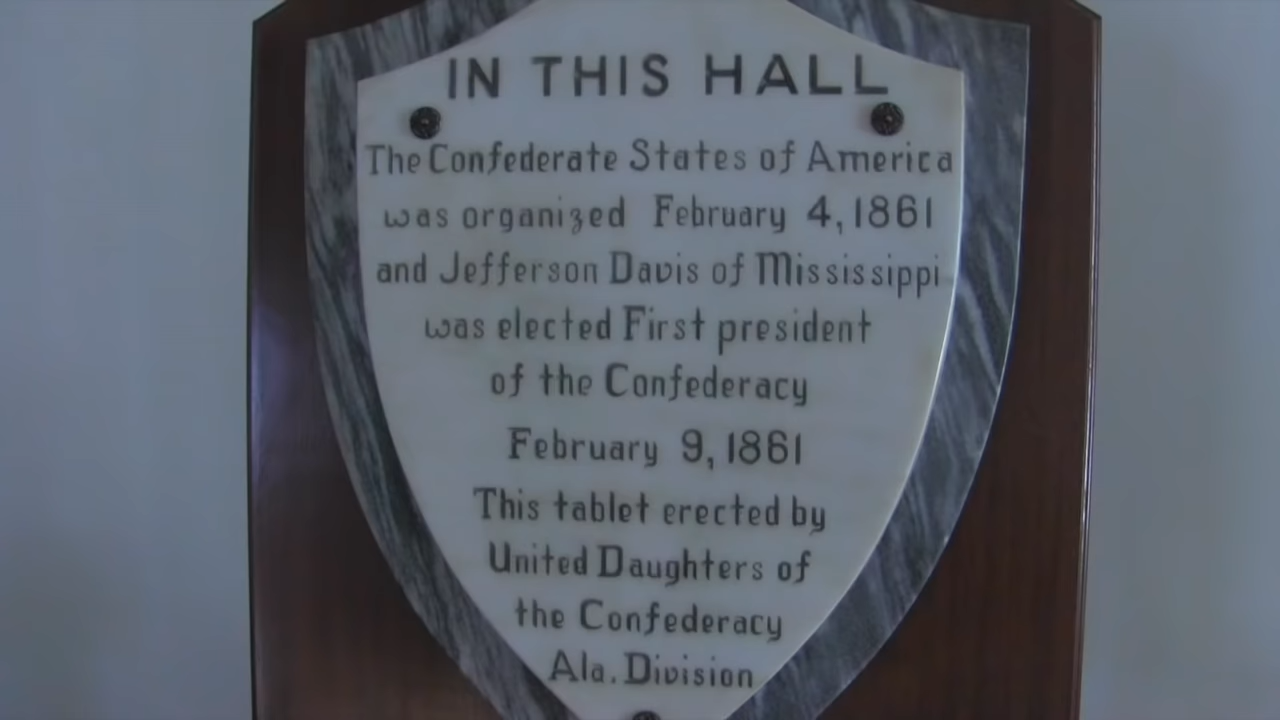 IN THIS HALL
The Confederate States of America
was organized February 4, 1861
and Jefferson Davis of Mississippi
was elected First president
of the Confederacy
February 9, 1861
This tablet erected by
United Daughters of
the Confederacy
Ala. Division